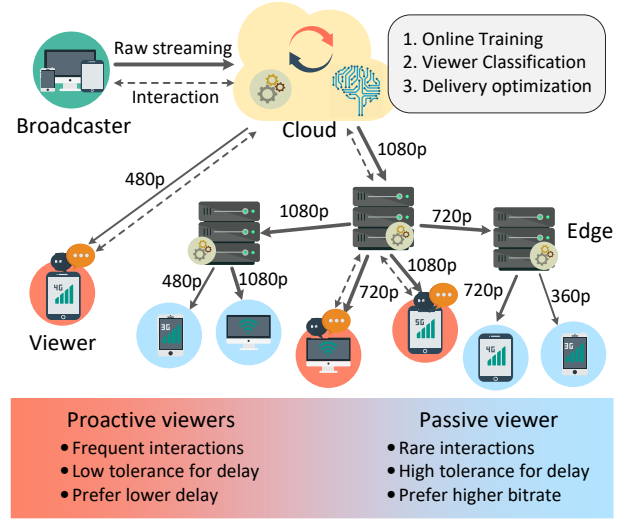 Raw streaming
Interaction
Broadcaster
Cloud
1. Online Training
2. Viewer Classification
3. Delivery optimization
480p
1080p
1080p
720p
Edge
4G
Viewer
480p
1080p
720p
1080p
720p
360p
3G
5G
4G
3G
Proactive viewers
• Frequent interactions
• Low tolerance for delay
• Prefer lower delay
Passive viewer
• Rare interactions
• High tolerance for delay
• Prefer higher bitrate